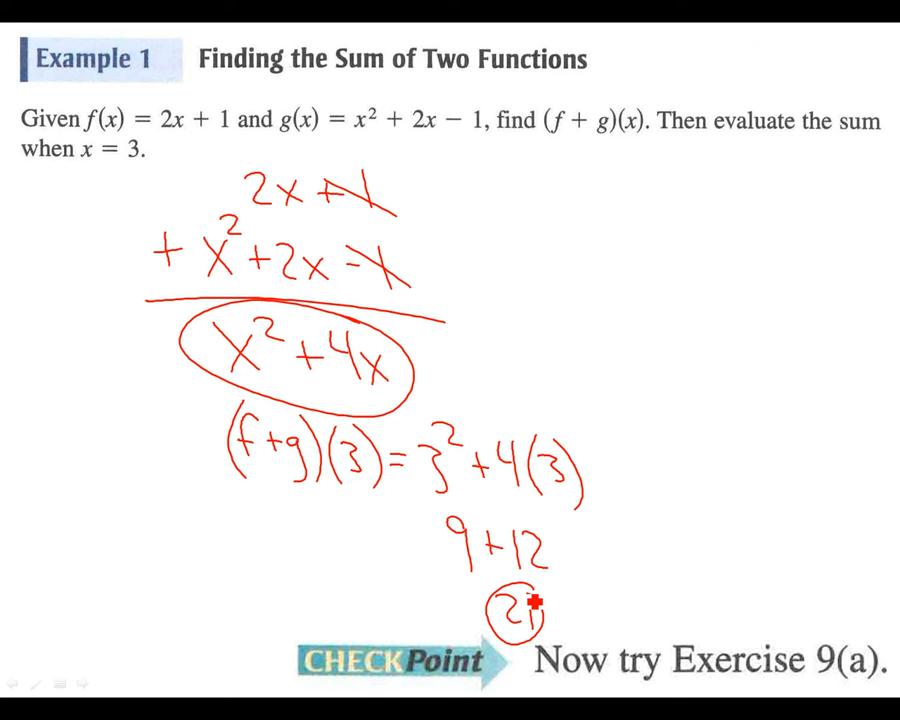 Example 1 Finding the Sum of Two Functions
Given f(x) = 2x + 1 and g(x) = x² + 2x − 1, find (f + g)(x). Then evaluate the sum
when x = 3.
2x + 1
+ x² + 2x − 1
x² + 4x
(f+g)(3) = 3² + 4(3)
9 + 12
21
CHECKPoint Now try Exercise 9(a).